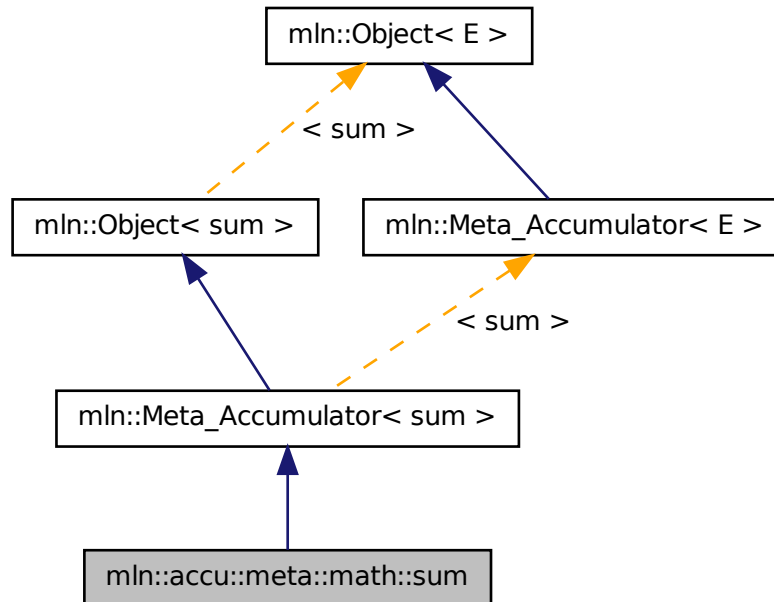 mln::Object< E >
< sum >
mln::Object< sum >
mln::Meta_Accumulator< E >
< sum >
mln::Meta_Accumulator< sum >
mln::accu::meta::math::sum